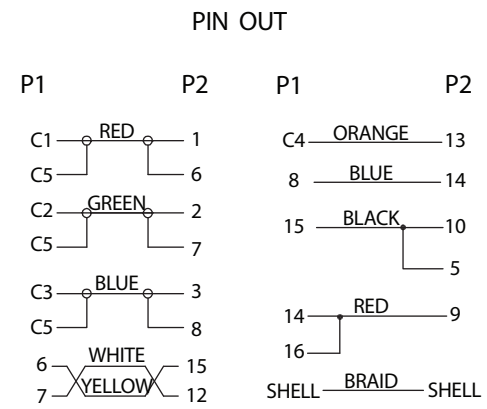 PIN OUT
P1 P2
C1 RED 1
C5 6
C2 GREEN 2
C5 7
C3 BLUE 3
C5 8
6 WHITE 15
7 YELLOW 12
P1 P2
C4 ORANGE 13
8 BLUE 14
15 BLACK 10
5
14 RED 9
16
SHELL BRAID SHELL